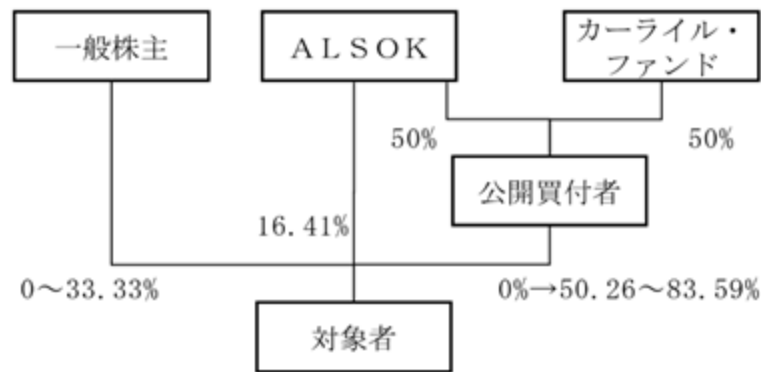 一般株主
ＡＬＳＯＫ
カーライル・
ファンド
50%
50%
公開買付者
16.41%
0～33.33%
0%→50.26～83.59%
対象者